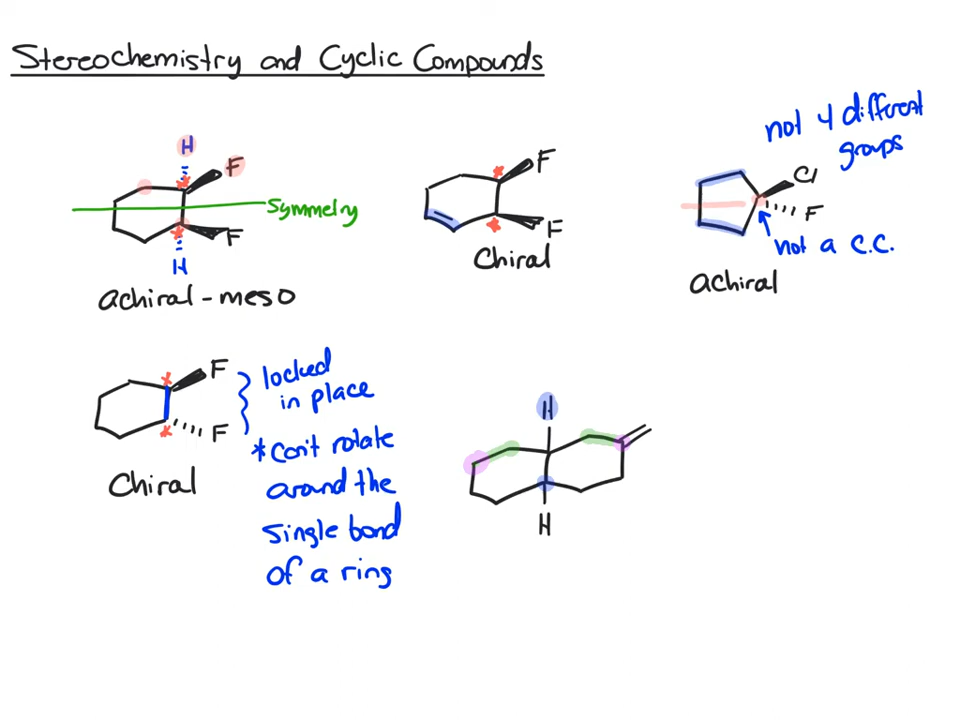 Stereochemistry and Cyclic Compounds
H
F
Symmetry
F
H
achiral - meso
F
F
Chiral
not 4 different
groups
Cl
F
not a C.C.
achiral
F
F
Chiral
locked
in place
*Can't rotate
around the
single bond
of a ring
H
H